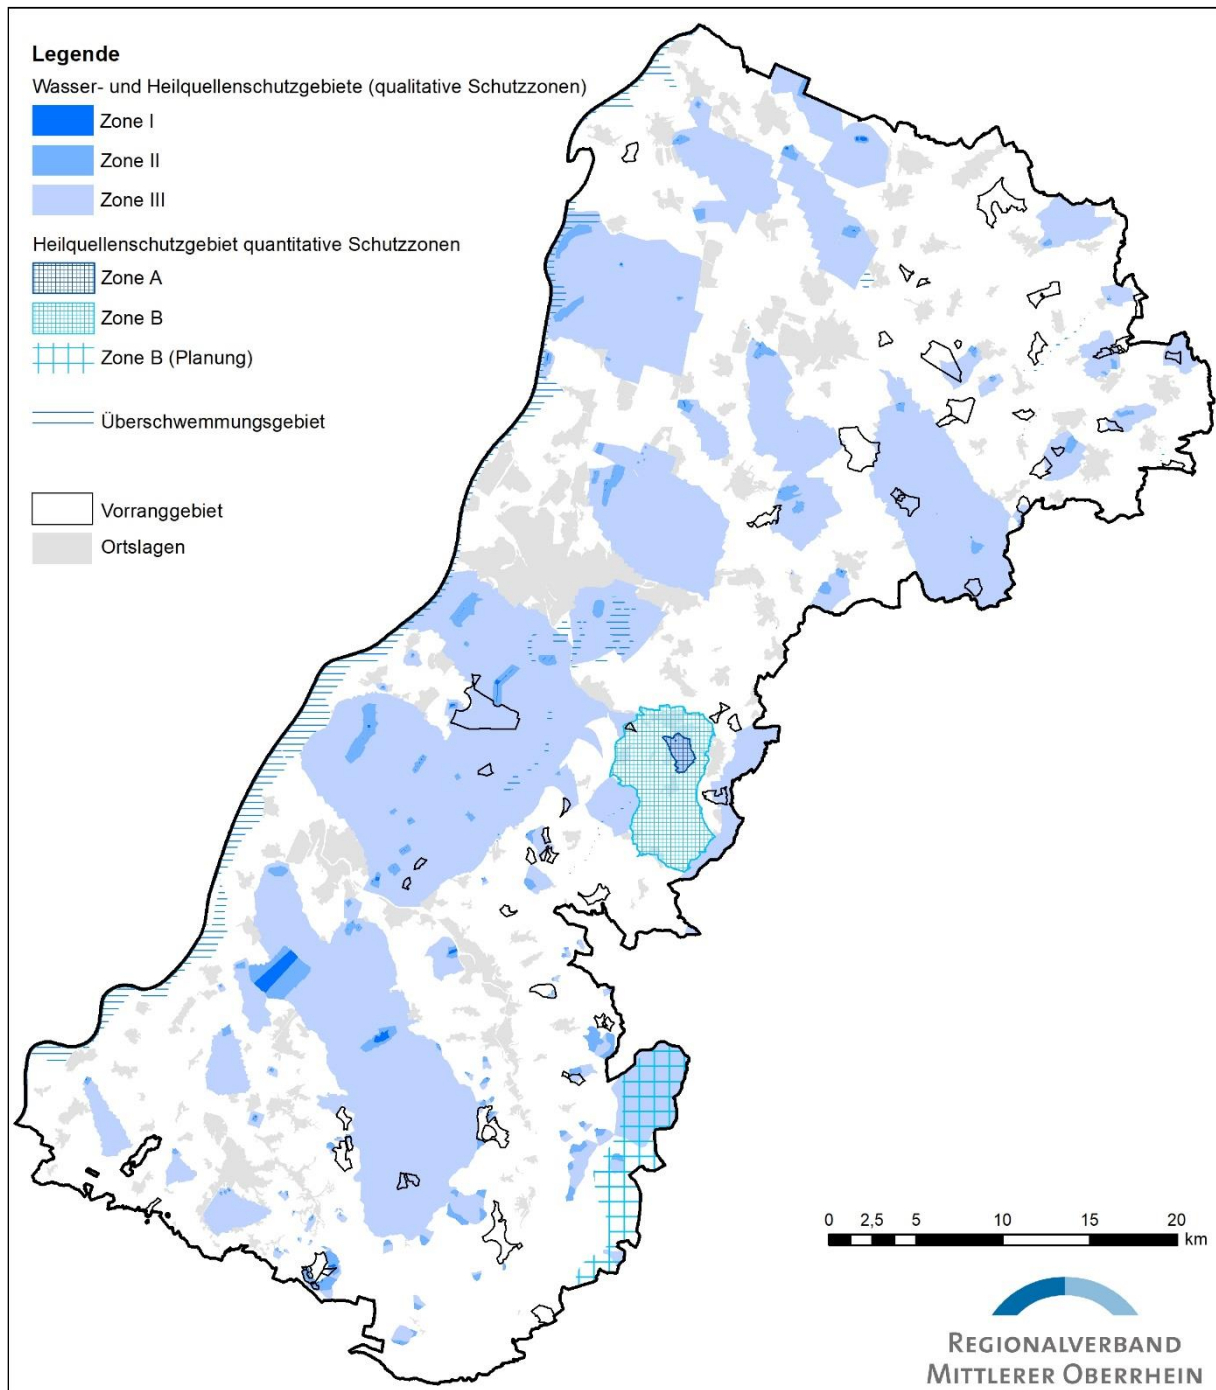 Legende
Wasser- und Heilquellenschutzgebiete (qualitative Schutzzonen)
Zone I
Zone II
Zone III
Heilquellenschutzgebiet quantitative Schutzzonen
Zone A
Zone B
Zone B (Planung)
Überschwemmungsgebiet
Vorranggebiet
Ortslagen
0 2,5 5 10 15 20
km
REGIONALVERBAND
MITTLERER OBERRHEIN